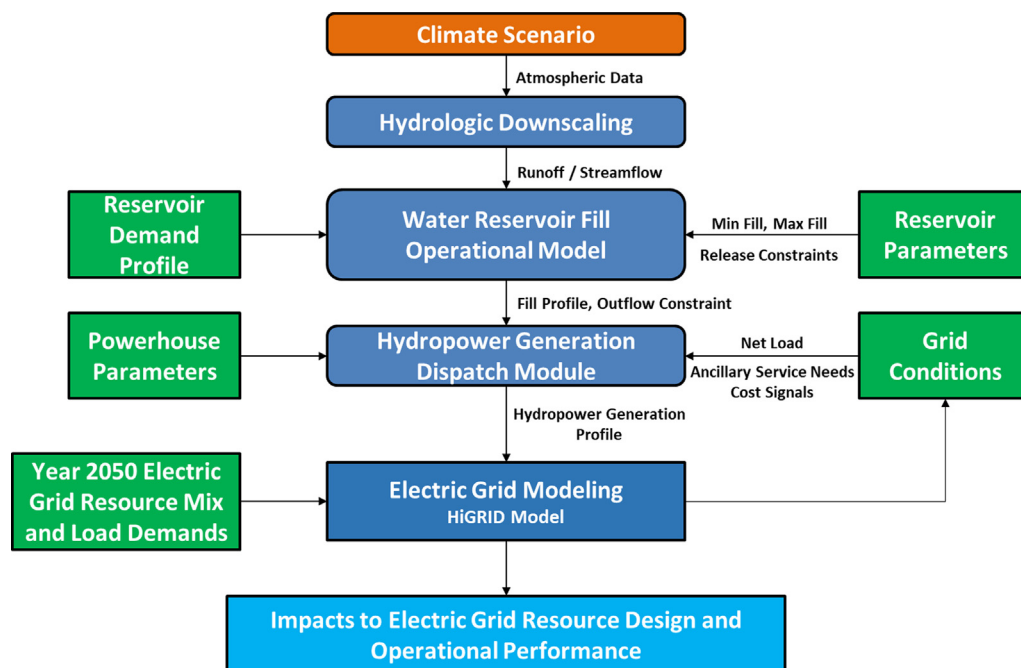 Climate Scenario
Atmospheric Data
Hydrologic Downscaling
Runoff / Streamflow
Reservoir
Demand
Profile
Water Reservoir Fill
Operational Model
Min Fill, Max Fill
Release Constraints
Reservoir
Parameters
Fill Profile, Outflow Constraint
Powerhouse
Parameters
Hydropower Generation
Dispatch Module
Net Load
Ancillary Service Needs
Cost Signals
Grid
Conditions
Hydropower Generation
Profile
Year 2050 Electric
Grid Resource Mix
and Load Demands
Electric Grid Modeling
HiGRID Model
Impacts to Electric Grid Resource Design and
Operational Performance